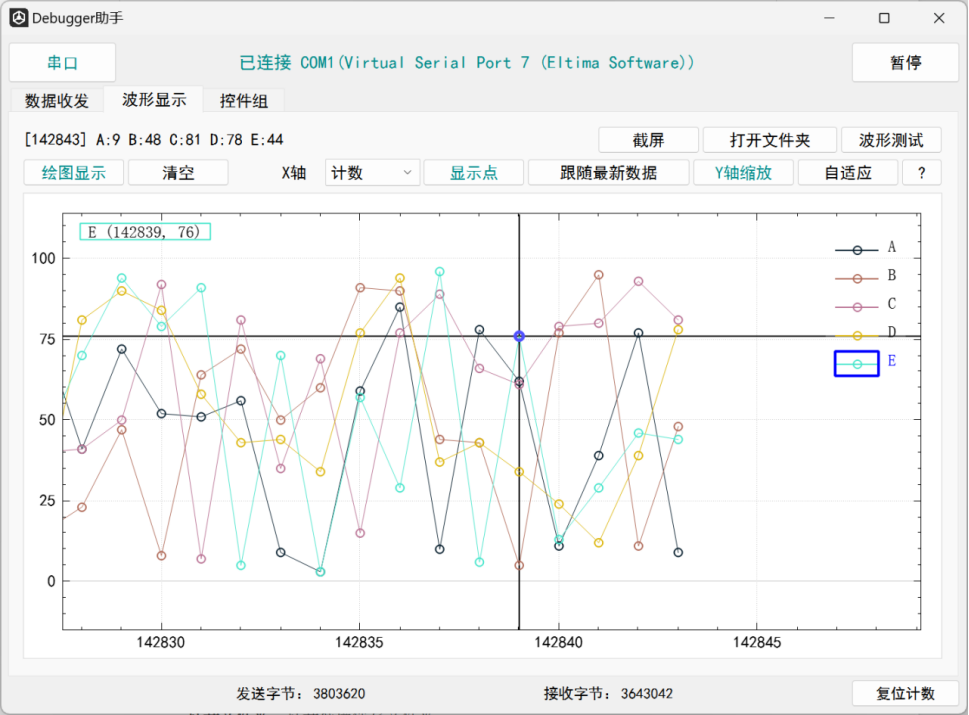 Debugger助手
串口 已连接 COM1(Virtual Serial Port 7 (Eltima Software)) 暂停
数据收发 波形显示 控件组
[142843] A:9 B:48 C:81 D:78 E:44 截屏 打开文件夹 波形测试
绘图显示 清空 X轴 计数 显示点 跟随最新数据 Y轴缩放 自适应 ?
E (142839, 76)
A
B
C
D
E
100
75
50
25
0
142830 142835 142840 142845
发送字节: 3803620 接收字节: 3643042 复位计数